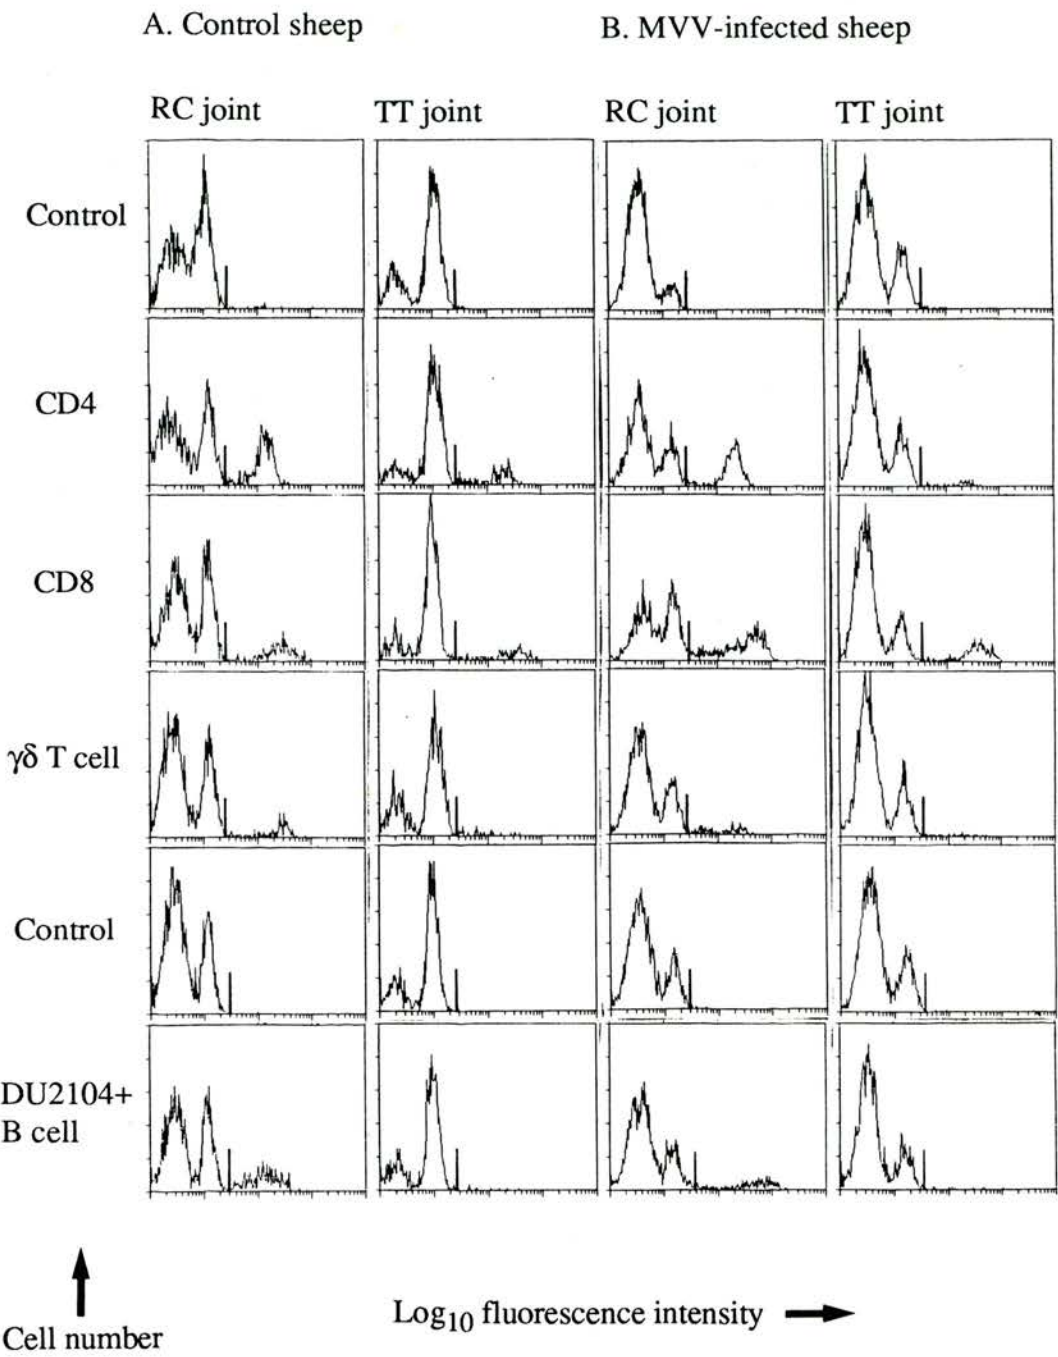 A. Control sheep
B. MVV-infected sheep
RC joint
TT joint
RC joint
TT joint
Control
CD4
CD8
γδ T cell
Control
DU2104+
B cell
Cell number
Log10 fluorescence intensity